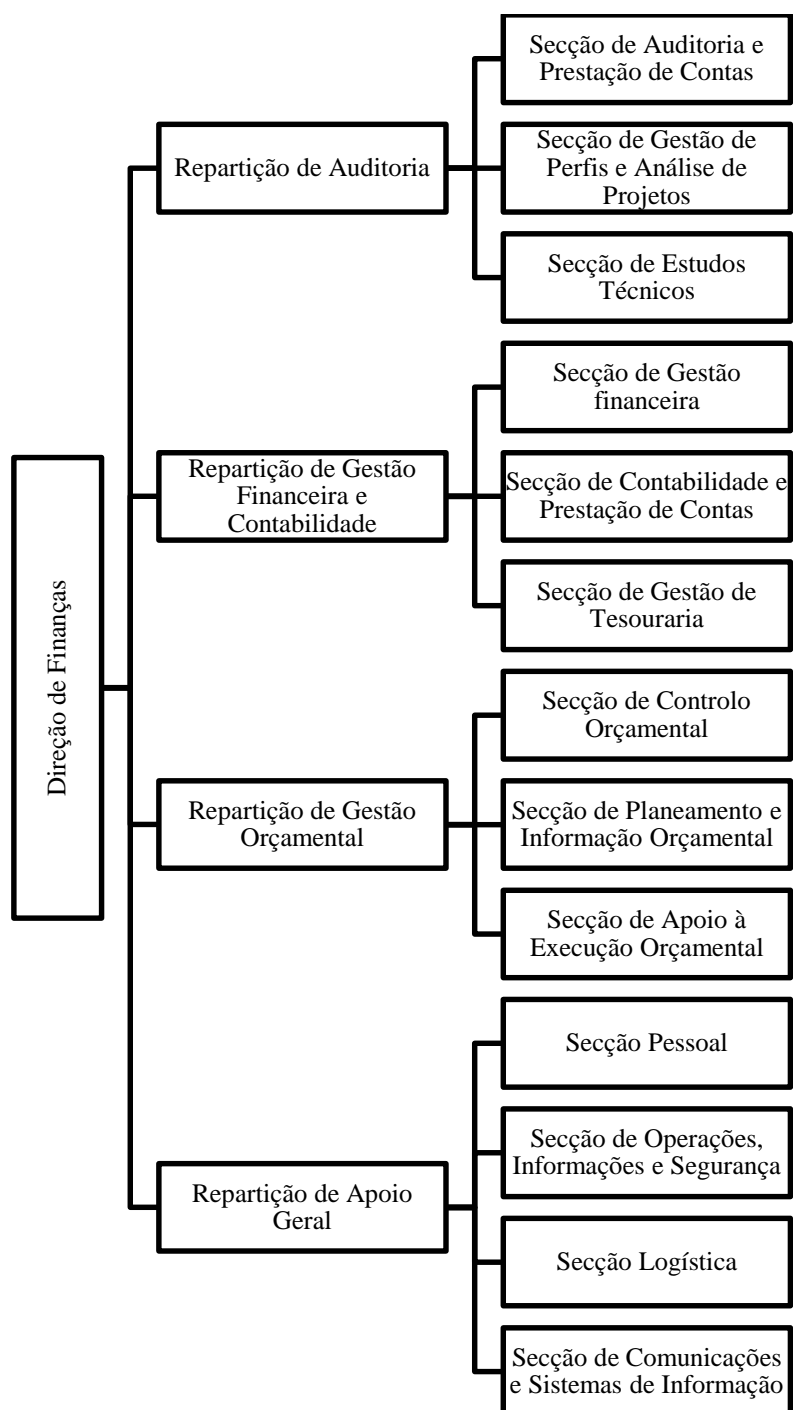 Direção de Finanças
Repartição de Auditoria
Secção de Auditoria e
Prestação de Contas
Secção de Gestão de
Perfis e Análise de
Projetos
Secção de Estudos
Técnicos
Repartição de Gestão
Financeira e
Contabilidade
Secção de Gestão
financeira
Secção de Contabilidade e
Prestação de Contas
Secção de Gestão de
Tesouraria
Repartição de Gestão
Orçamental
Secção de Controlo
Orçamental
Secção de Planeamento e
Informação Orçamental
Secção de Apoio à
Execução Orçamental
Repartição de Apoio
Geral
Secção Pessoal
Secção de Operações,
Informações e Segurança
Secção Logística
Secção de Comunicações
e Sistemas de Informação